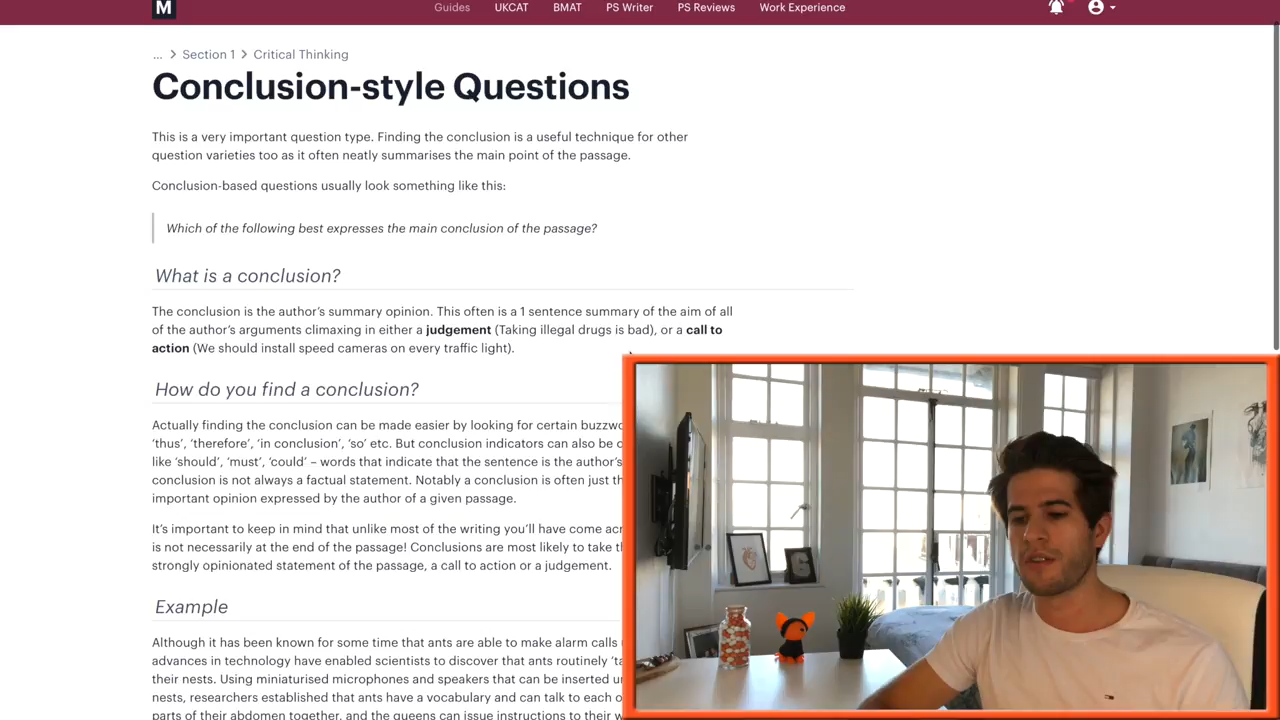 M
Guides UKCAT BMAT PS Writer PS Reviews Work Experience
... > Section 1 > Critical Thinking
Conclusion-style Questions
This is a very important question type. Finding the conclusion is a useful technique for other
question varieties too as it often neatly summarises the main point of the passage.
Conclusion-based questions usually look something like this:
Which of the following best expresses the main conclusion of the passage?
What is a conclusion?
The conclusion is the author's summary opinion. This often is a 1 sentence summary of the aim of all
of the author's arguments climaxing in either a judgement (Taking illegal drugs is bad), or a call to
action (We should install speed cameras on every traffic light).
How do you find a conclusion?
Actually finding the conclusion can be made easier by looking for certain
'thus', 'therefore', 'in conclusion', 'so' etc. But conclusion indicators can also be
like 'should', 'must', 'could' – words that indicate that the sentence is the author's
conclusion is not always a factual statement. Notably a conclusion is often just
important opinion expressed by the author of a given passage.
It's important to keep in mind that unlike most of the writing you'll have come
is not necessarily at the end of the passage! Conclusions are most likely to take
strongly opinionated statement of the passage, a call to action or a judgement.
Example
Although it has been known for some time that ants are able to make alarm calls
advances in technology have enabled scientists to discover that ants routinely
their nests. Using miniaturised microphones and speakers that can be inserted
nests, researchers established that ants have a vocabulary and can talk to each
parts of their abdomen together, and the queens can issue instructions to their